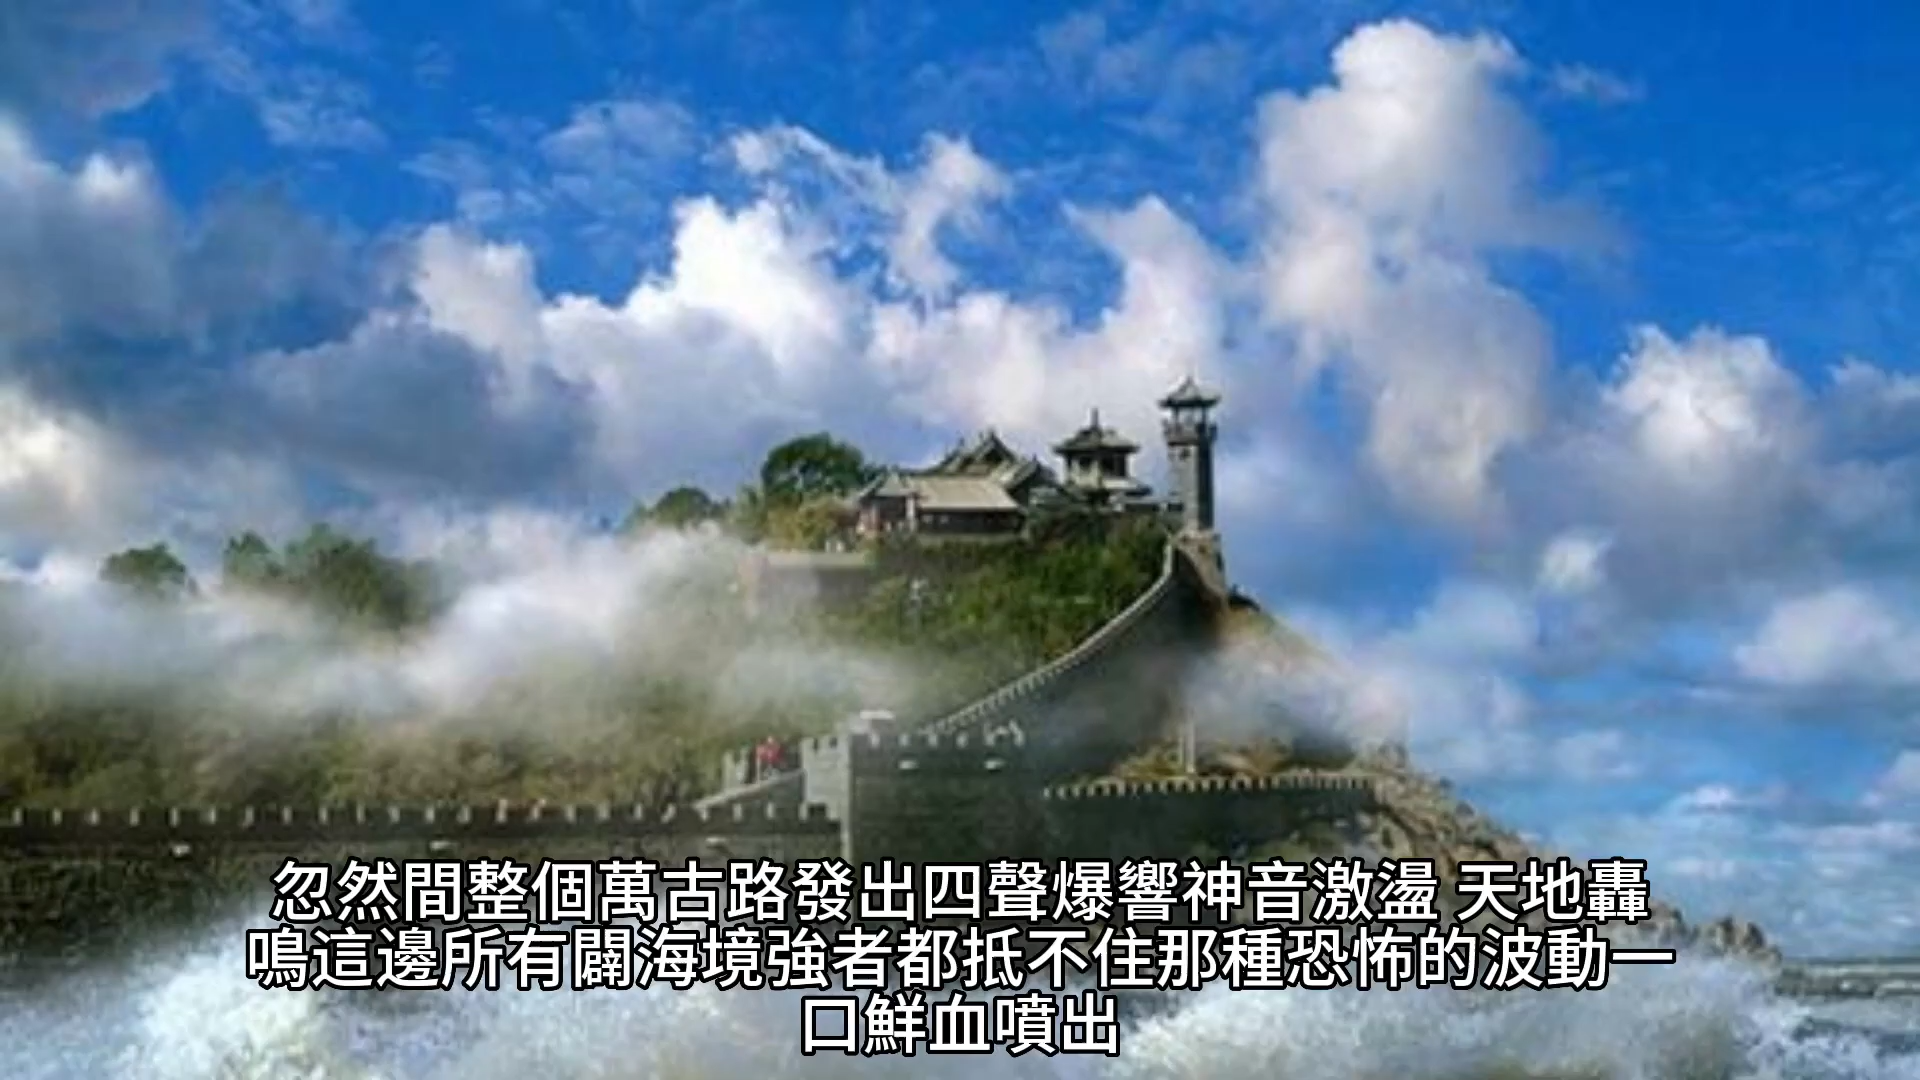 忽然間整個萬古路發出四聲爆響神音激盪 天地轟
鳴這邊所有闢海境強者都抵不住那種恐怖的波動一
口鮮血噴出